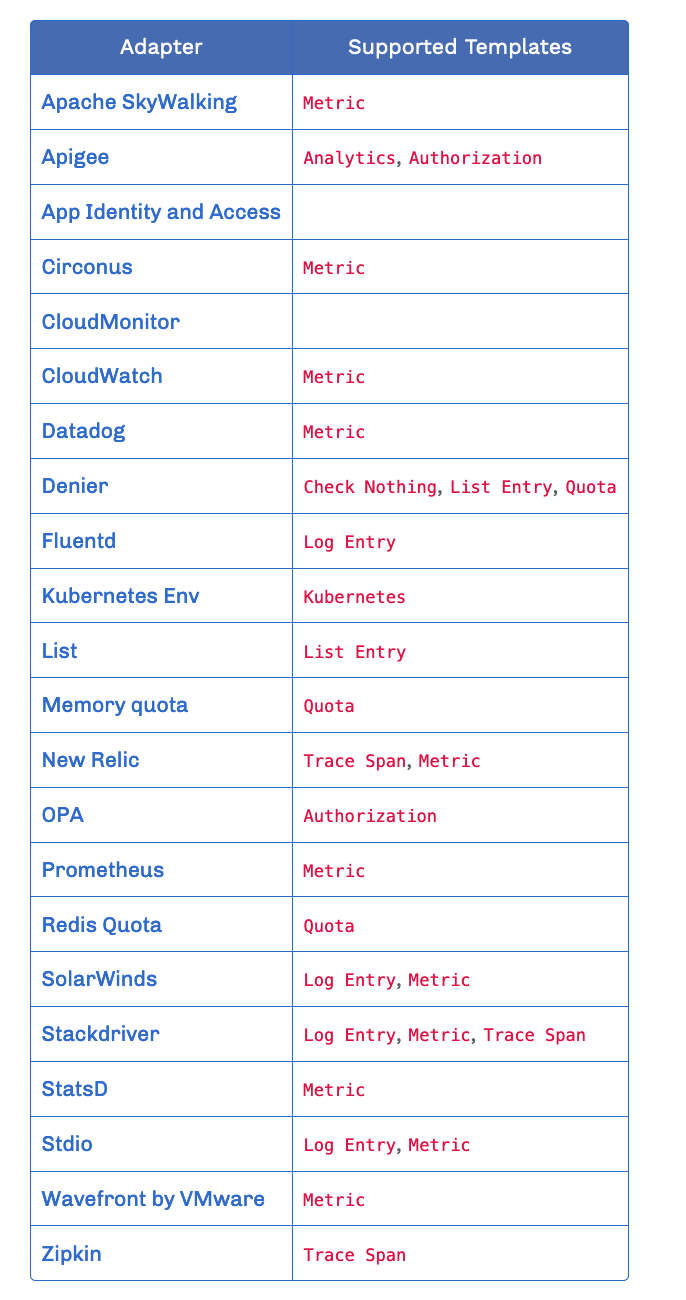 Adapter Supported Templates
Apache SkyWalking Metric
Apigee Analytics, Authorization
App Identity and Access
Circonus Metric
CloudMonitor
CloudWatch Metric
Datadog Metric
Denier Check Nothing, List Entry, Quota
Fluentd Log Entry
Kubernetes Env Kubernetes
List List Entry
Memory quota Quota
New Relic Trace Span, Metric
OPA Authorization
Prometheus Metric
Redis Quota Quota
SolarWinds Log Entry, Metric
Stackdriver Log Entry, Metric, Trace Span
StatsD Metric
Stdio Log Entry, Metric
Wavefront by VMware Metric
Zipkin Trace Span